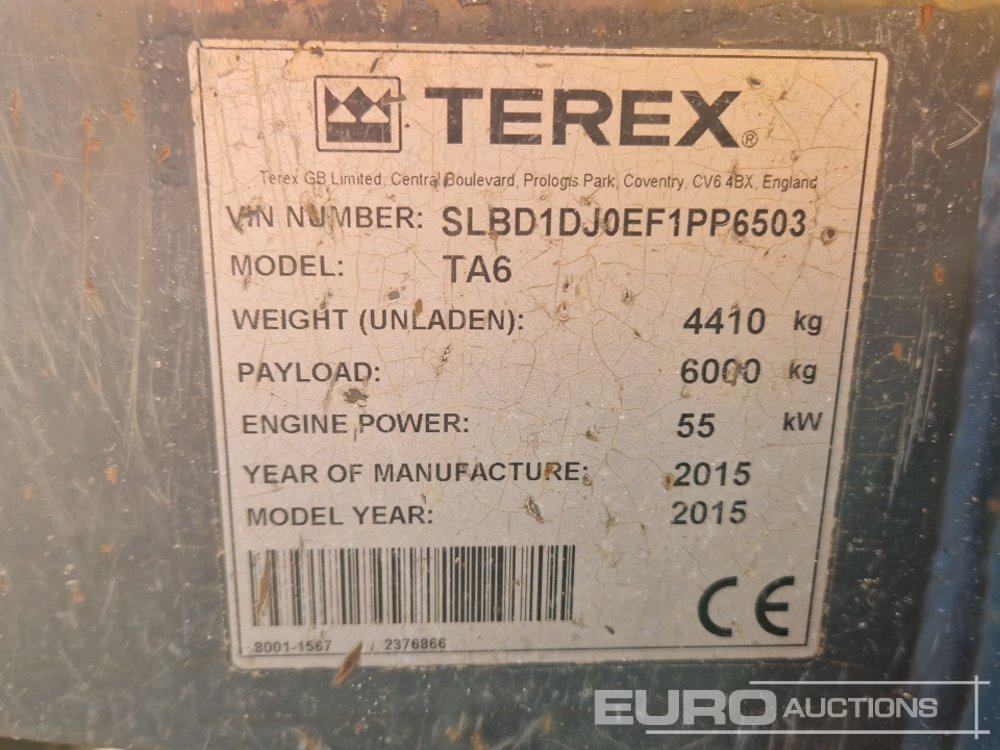 TEREX®
Terex GB Limited, Central Boulevard, Prologis Park, Coventry, CV6 4BX, England
VIN NUMBER: SLBD1DJ0EF1PP6503
MODEL: TA6
WEIGHT (UNLADEN): 4410 kg
PAYLOAD: 6000 kg
ENGINE POWER: 55 kW
YEAR OF MANUFACTURE: 2015
MODEL YEAR: 2015
CE
8001-1567 2376866
EURO AUCTIONS